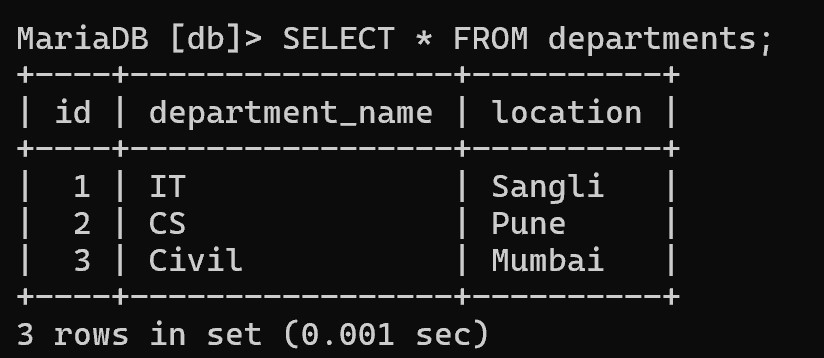 MariaDB [db]> SELECT * FROM departments;
+----+-----------------+----------+
| id | department_name | location |
+----+-----------------+----------+
|  1 | IT              | Sangli   |
|  2 | CS              | Pune     |
|  3 | Civil           | Mumbai   |
+----+-----------------+----------+
3 rows in set (0.001 sec)